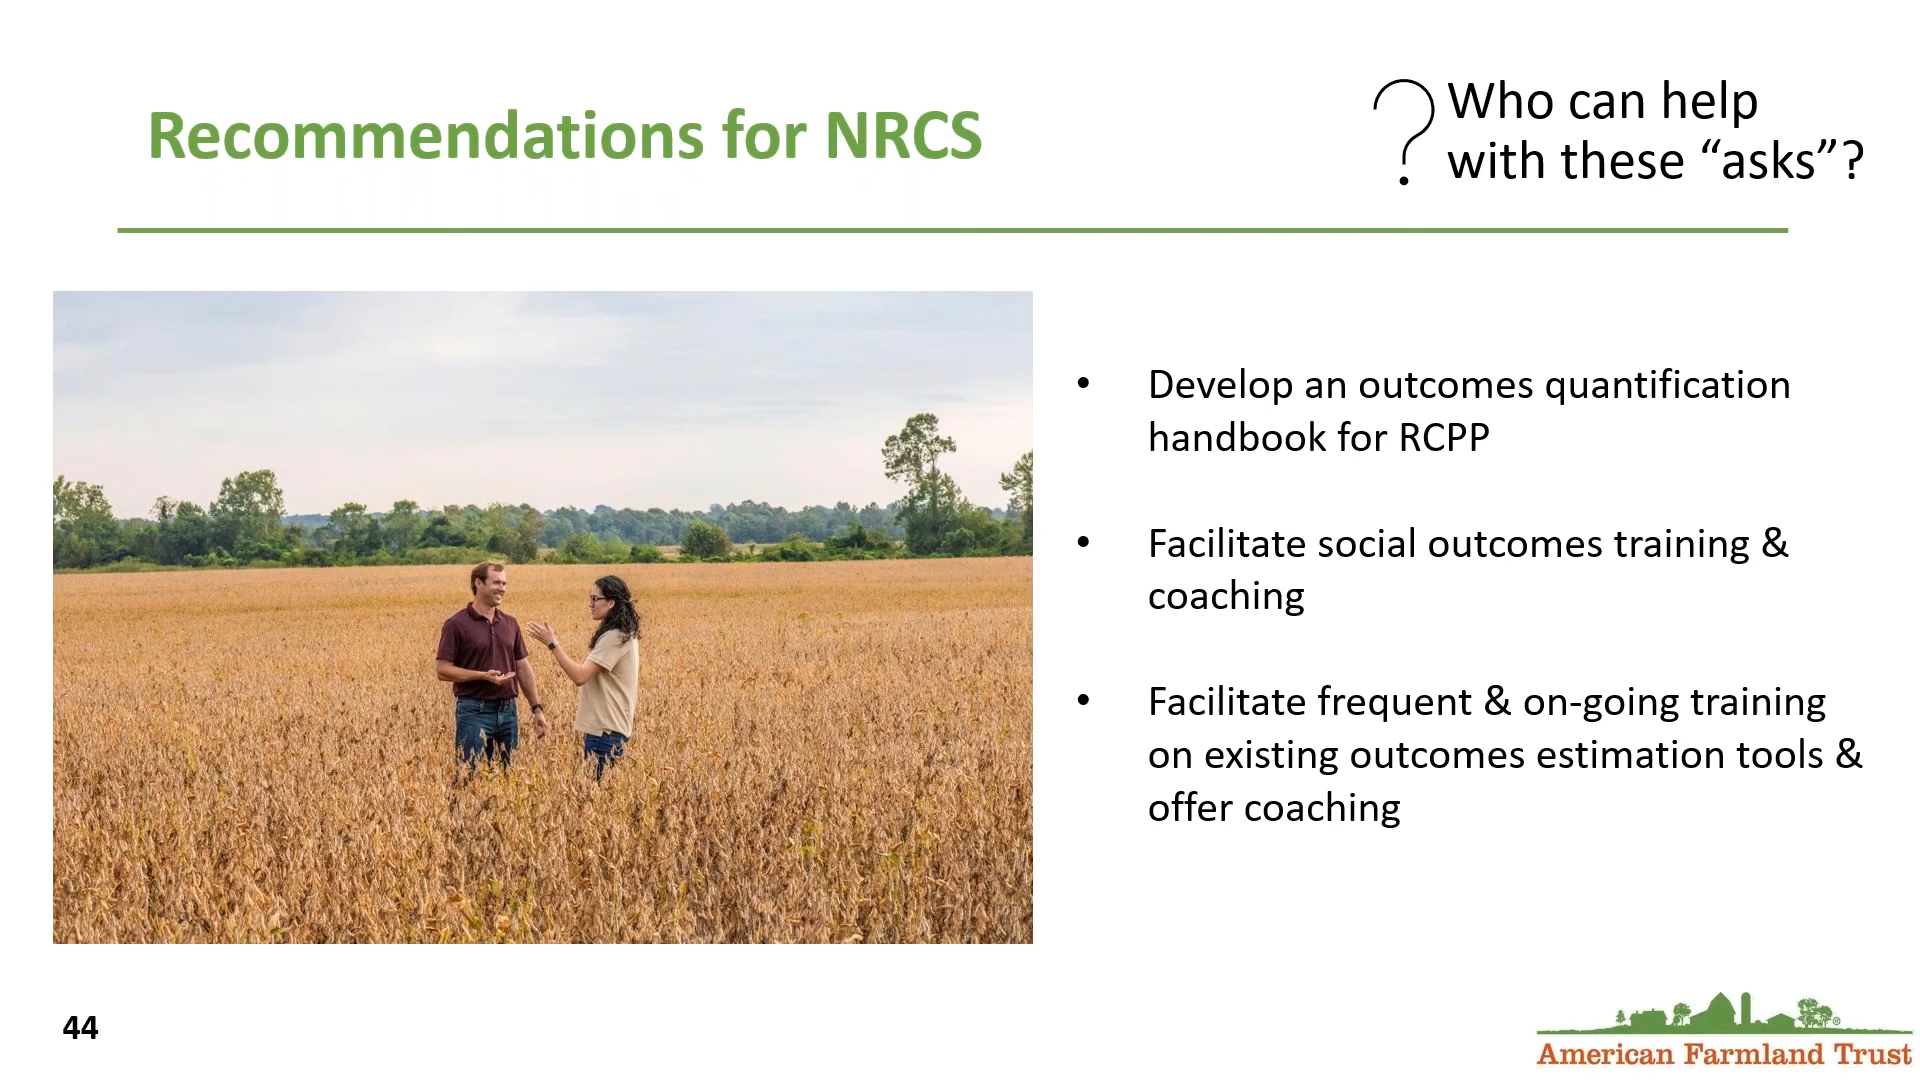 Recommendations for NRCS
? Who can help
with these “asks”?
• Develop an outcomes quantification
handbook for RCPP
• Facilitate social outcomes training &
coaching
• Facilitate frequent & on-going training
on existing outcomes estimation tools &
offer coaching
44
American Farmland Trust